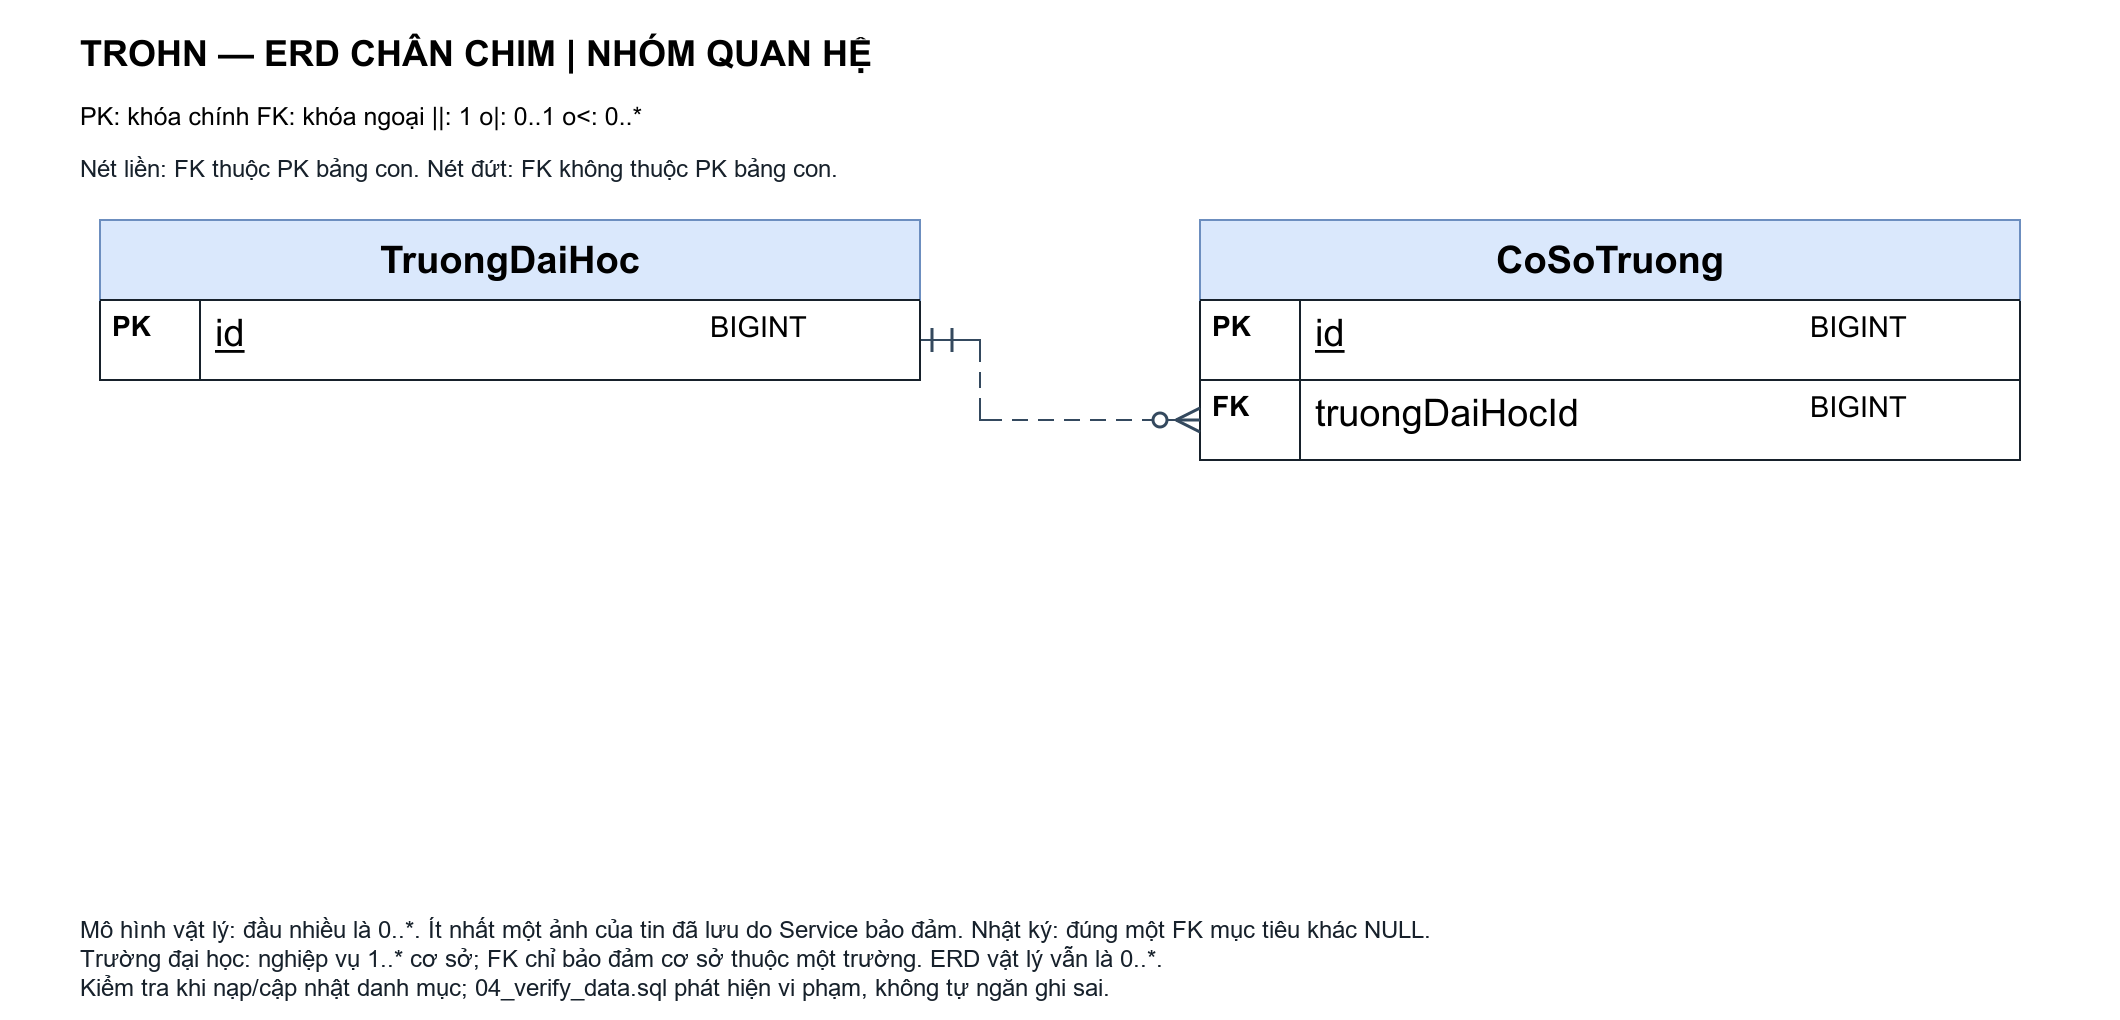 TROHN — ERD CHÂN CHIM | NHÓM QUAN HỆ
PK: khóa chính FK: khóa ngoại ||: 1 o|: 0..1 o<: 0..*
Nét liền: FK thuộc PK bảng con. Nét đứt: FK không thuộc PK bảng con.
TruongDaiHoc
PK id BIGINT
CoSoTruong
PK id BIGINT
FK truongDaiHocId BIGINT
Mô hình vật lý: đầu nhiều là 0..*. Ít nhất một ảnh của tin đã lưu do Service bảo đảm. Nhật ký: đúng một FK mục tiêu khác NULL.
Trường đại học: nghiệp vụ 1..* cơ sở; FK chỉ bảo đảm cơ sở thuộc một trường. ERD vật lý vẫn là 0..*.
Kiểm tra khi nạp/cập nhật danh mục; 04_verify_data.sql phát hiện vi phạm, không tự ngăn ghi sai.